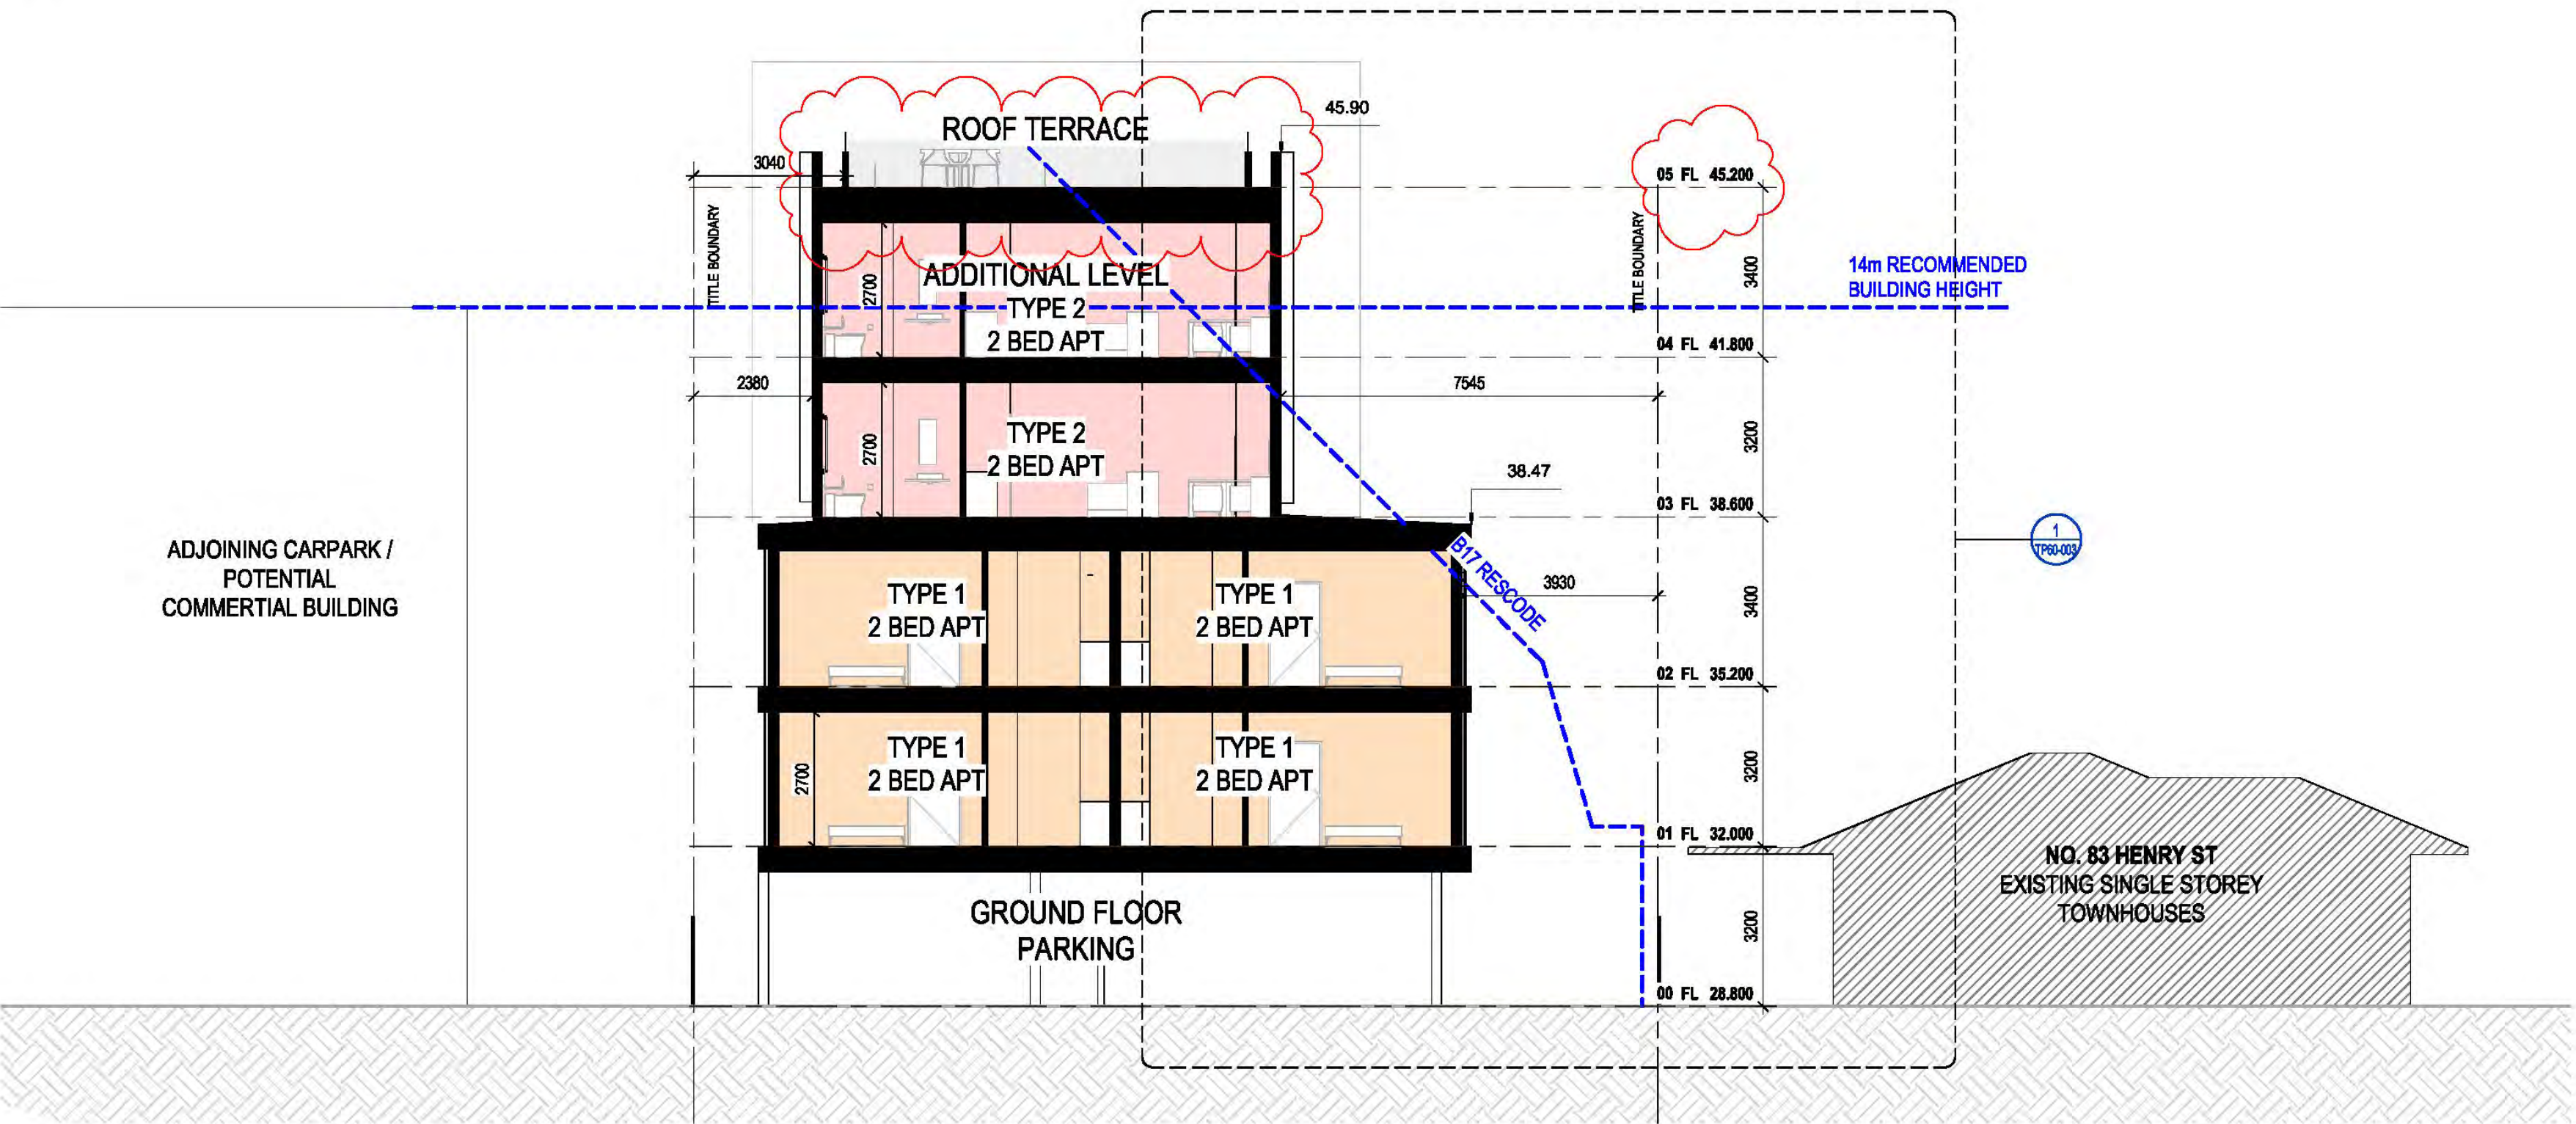 ROOF TERRACE
45.90
3040
05 FL 45.200
TITLE BOUNDARY
TITLE BOUNDARY
14m RECOMMENDED
BUILDING HEIGHT
3400
2700
ADDITIONAL LEVEL
TYPE 2
2 BED APT
04 FL 41.800
2380
7545
3200
2700
TYPE 2
2 BED APT
38.47
03 FL 38.600
1
TP60-003
ADJOINING CARPARK /
POTENTIAL
COMMERTIAL BUILDING
B17 RESCODE
3930
3400
TYPE 1
2 BED APT
TYPE 1
2 BED APT
02 FL 35.200
3200
2700
TYPE 1
2 BED APT
TYPE 1
2 BED APT
01 FL 32.000
NO. 83 HENRY ST
EXISTING SINGLE STOREY
TOWNHOUSES
GROUND FLOOR
PARKING
3200
00 FL 28.800